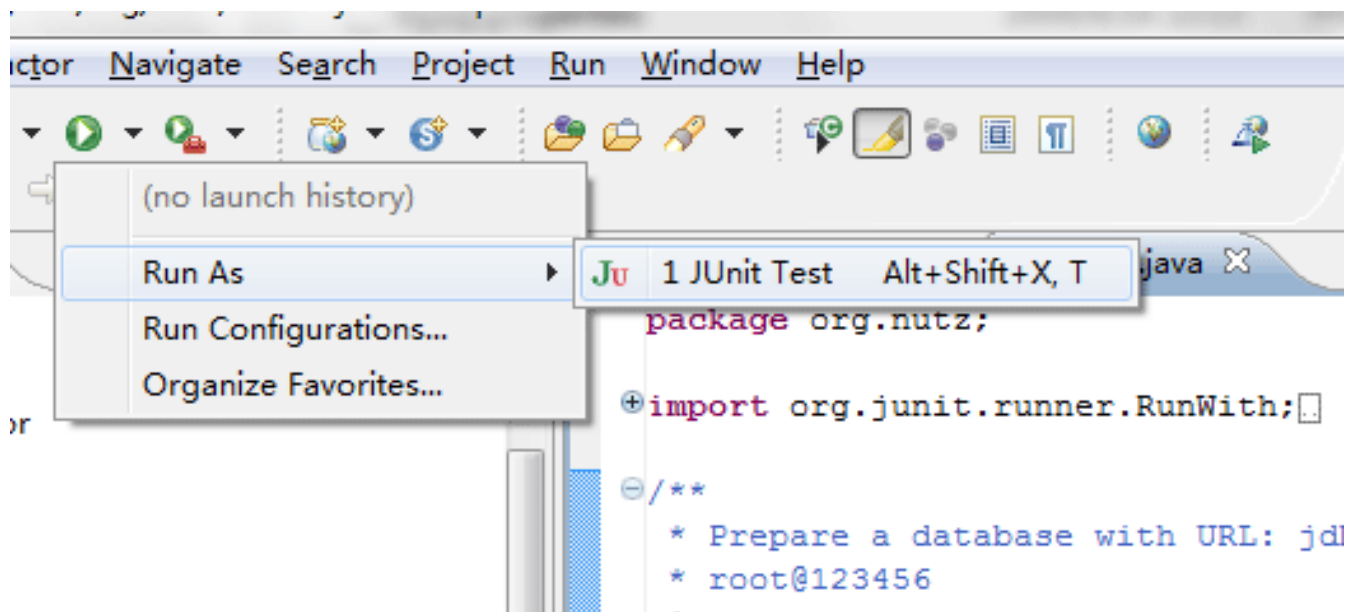 ctor Navigate Search Project Run Window Help
(no launch history)
Run As
JU 1 JUnit Test Alt+Shift+X, T
java
Run Configurations...
Organize Favorites...
or
package org.nutz;
import org.junit.runner.RunWith;
/**
* Prepare a database with URL: jd
* root@123456